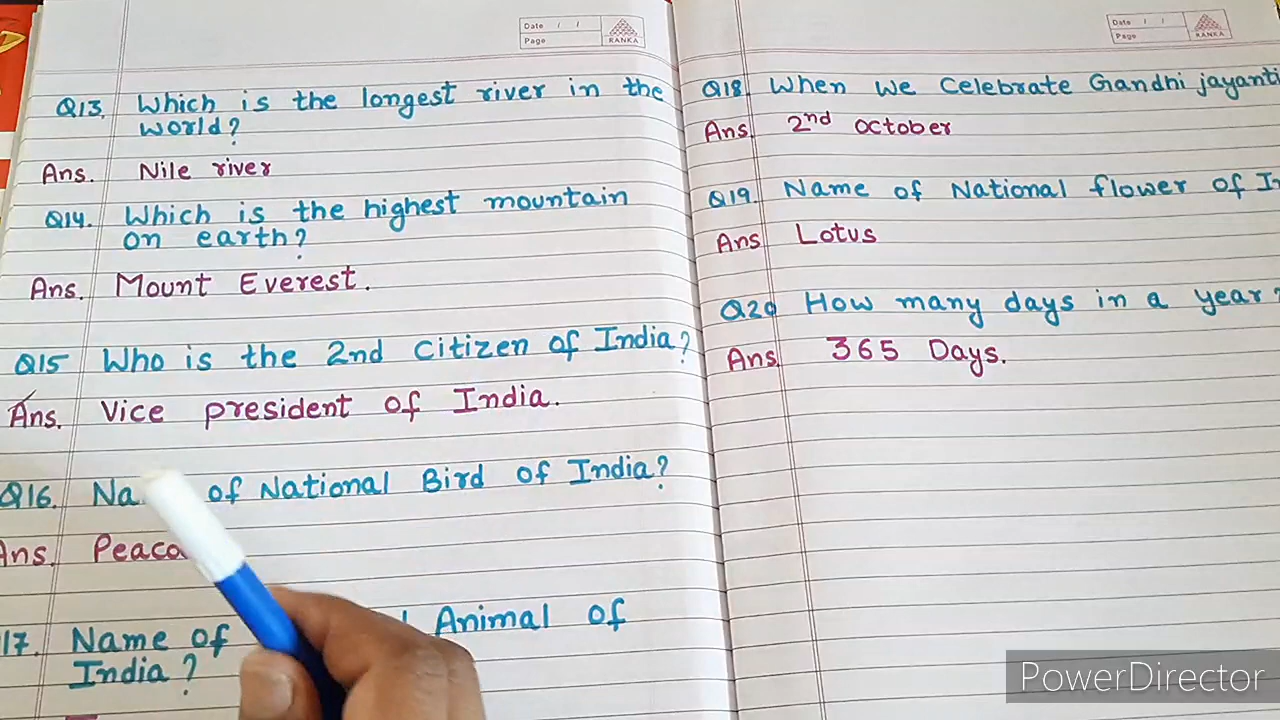 Date / /
Page
RANKA
Q13. Which is the longest river in the
world?
Ans. Nile river
Q14. Which is the highest mountain
on earth?
Ans. Mount Everest.
Q15 Who is the 2nd Citizen of India?
Ans. Vice president of India.
Q16. of National Bird of India?
Ans.
17. Name of Animal of
India?
Date / /
Page
RANKA
Q18. When we Celebrate Gandhi jayanti
Ans. 2nd october
Q19. Name of National flower of
Ans Lotus
Q20 How many days in a year?
Ans. 365 Days.
PowerDirector